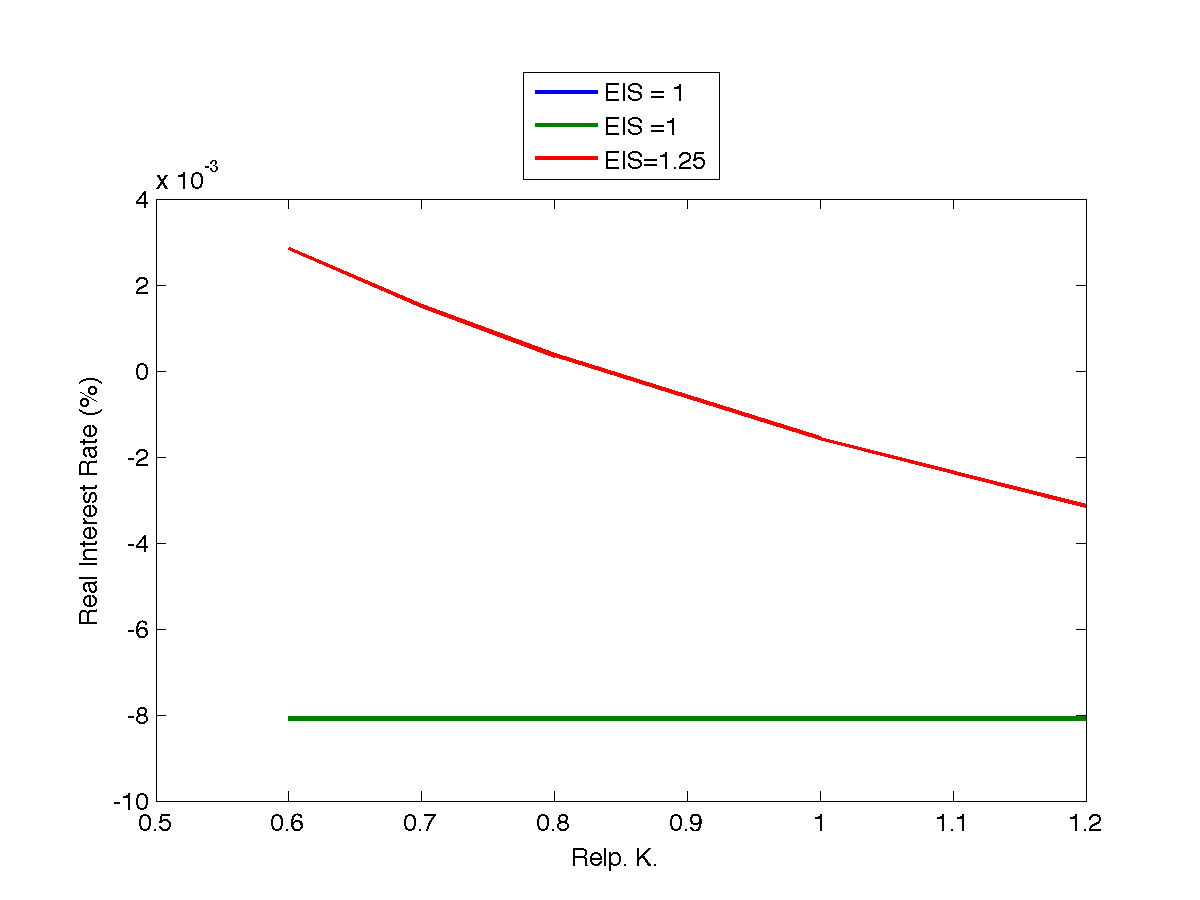 EIS = 1
EIS =1
EIS=1.25
x 10-3
4
2
0
-2
-4
-6
-8
-10
Real Interest Rate (%)
0.5 0.6 0.7 0.8 0.9 1 1.1 1.2
Relp. K.